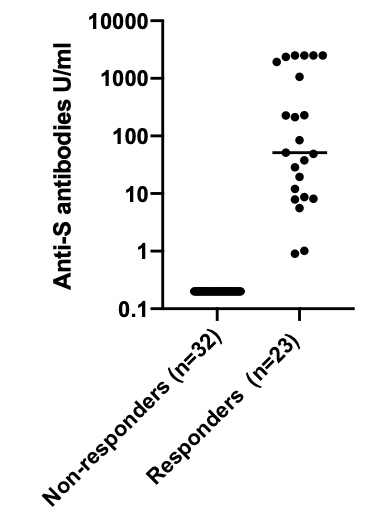 Anti-S antibodies U/ml
10000
1000
100
10
1
0.1
Non-responders (n=32)
Responders (n=23)